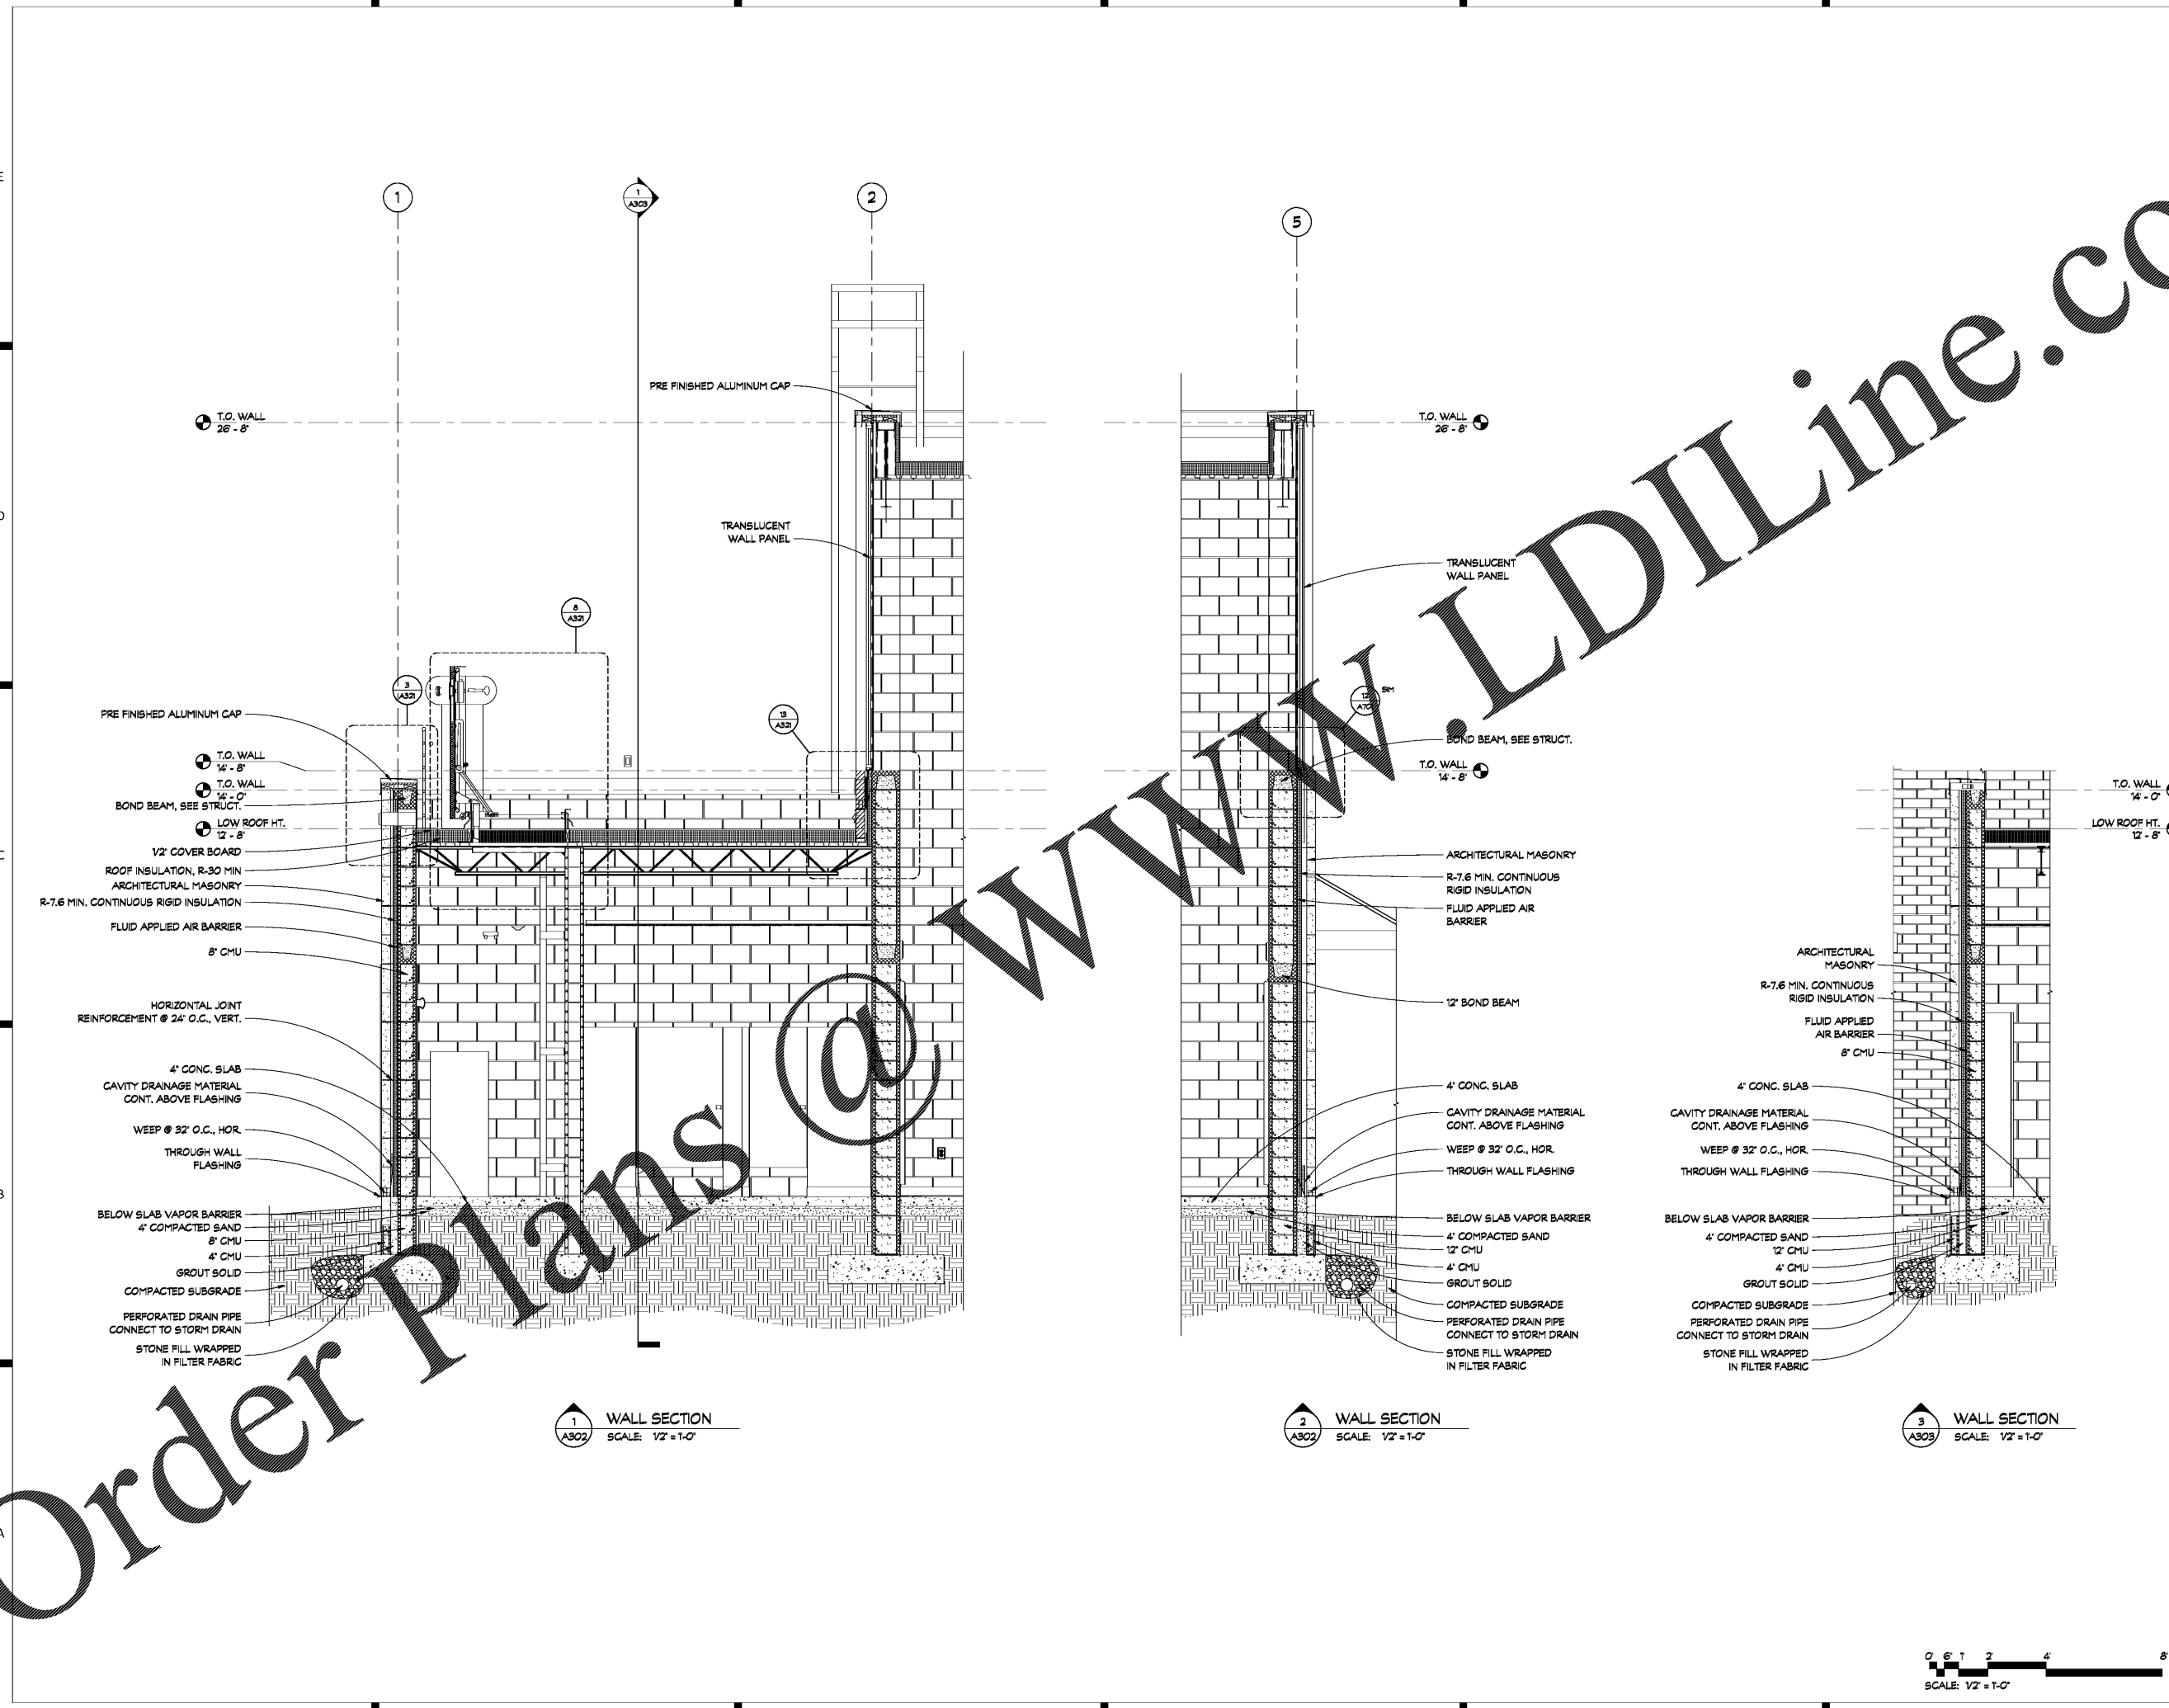 E
D
C
B
A
1
1
A303
2
5
PRE FINISHED ALUMINUM CAP
T.O. WALL
26' - 8"
TRANSLUCENT
WALL PANEL
8
A321
3
A321
13
A321
PRE FINISHED ALUMINUM CAP
T.O. WALL
14' - 8"
T.O. WALL
14' - 0"
BOND BEAM, SEE STRUCT.
LOW ROOF HT.
12' - 8"
1/2" COVER BOARD
ROOF INSULATION, R-30 MIN
ARCHITECTURAL MASONRY
R-7.6 MIN. CONTINUOUS RIGID INSULATION
FLUID APPLIED AIR BARRIER
8" CMU
HORIZONTAL JOINT
REINFORCEMENT @ 24" O.C., VERT.
4" CONC. SLAB
CAVITY DRAINAGE MATERIAL
CONT. ABOVE FLASHING
WEEP @ 32" O.C., HOR.
THROUGH WALL
FLASHING
BELOW SLAB VAPOR BARRIER
4" COMPACTED SAND
8" CMU
4" CMU
GROUT SOLID
COMPACTED SUBGRADE
PERFORATED DRAIN PIPE
CONNECT TO STORM DRAIN
STONE FILL WRAPPED
IN FILTER FABRIC
1
A302
WALL SECTION
SCALE: 1/2" = 1'-0"
T.O. WALL
26' - 8"
TRANSLUCENT
WALL PANEL
12
SIM
BOND BEAM, SEE STRUCT.
T.O. WALL
14' - 8"
ARCHITECTURAL MASONRY
R-7.6 MIN. CONTINUOUS
RIGID INSULATION
FLUID APPLIED AIR
BARRIER
12" BOND BEAM
4" CONC. SLAB
CAVITY DRAINAGE MATERIAL
CONT. ABOVE FLASHING
WEEP @ 32" O.C., HOR.
THROUGH WALL FLASHING
BELOW SLAB VAPOR BARRIER
4" COMPACTED SAND
12" CMU
4" CMU
GROUT SOLID
COMPACTED SUBGRADE
PERFORATED DRAIN PIPE
CONNECT TO STORM DRAIN
STONE FILL WRAPPED
IN FILTER FABRIC
2
A302
WALL SECTION
SCALE: 1/2" = 1'-0"
T.O. WALL
14' - 0"
LOW ROOF HT.
12' - 8"
ARCHITECTURAL
MASONRY
R-7.6 MIN. CONTINUOUS
RIGID INSULATION
FLUID APPLIED
AIR BARRIER
8" CMU
4" CONC. SLAB
CAVITY DRAINAGE MATERIAL
CONT. ABOVE FLASHING
WEEP @ 32" O.C., HOR.
THROUGH WALL FLASHING
BELOW SLAB VAPOR BARRIER
4" COMPACTED SAND
12" CMU
4" CMU
GROUT SOLID
COMPACTED SUBGRADE
PERFORATED DRAIN PIPE
CONNECT TO STORM DRAIN
STONE FILL WRAPPED
IN FILTER FABRIC
3
A303
WALL SECTION
SCALE: 1/2" = 1'-0"
0' 6" 1' 2' 4' 8'
SCALE: 1/2" = 1'-0"
Order Plans @ www.LDILine.co